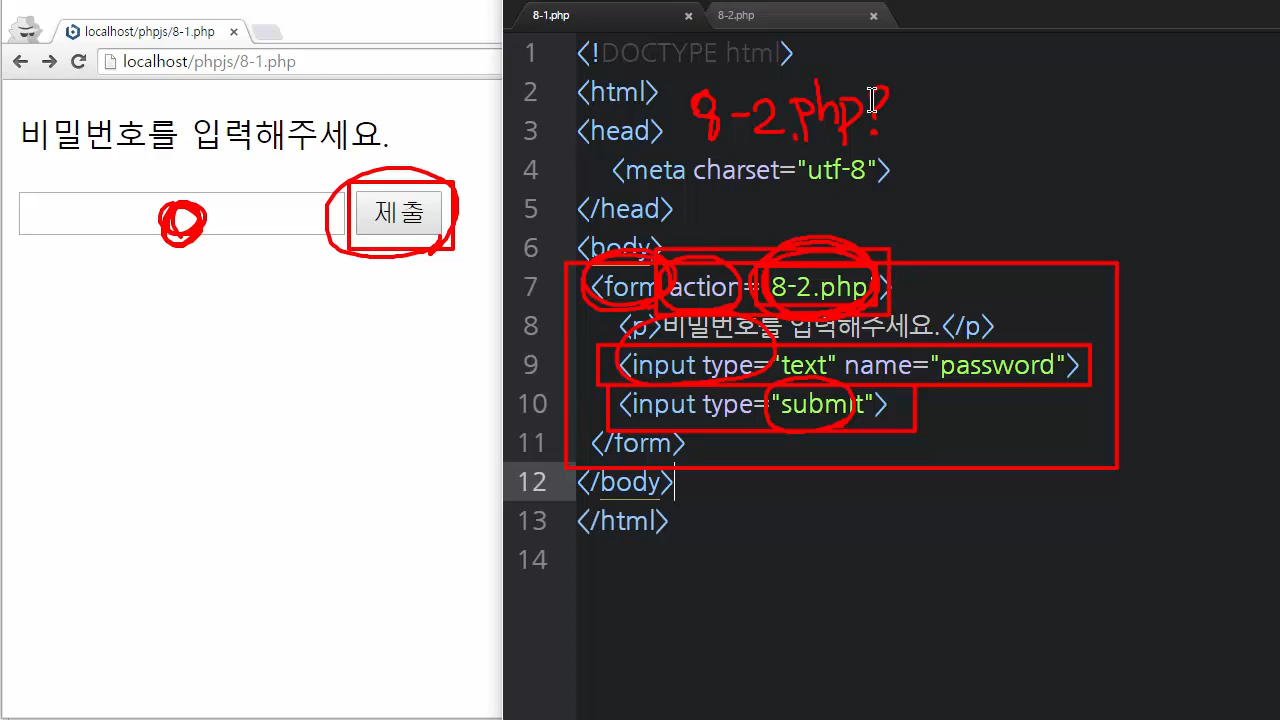 localhost/phpjs/8-1.php
localhost/phpjs/8-1.php
비밀번호를 입력해주세요.
제출
8-1.php
8-2.php
1 <!DOCTYPE html>
2 <html>
8-2.php?
3 <head>
4 <meta charset="utf-8">
5 </head>
6 <body>
7 <form action="8-2.php">
8 <p>비밀번호를 입력해주세요.</p>
9 <input type="text" name="password">
10 <input type="submit">
11 </form>
12 </body>
13 </html>
14